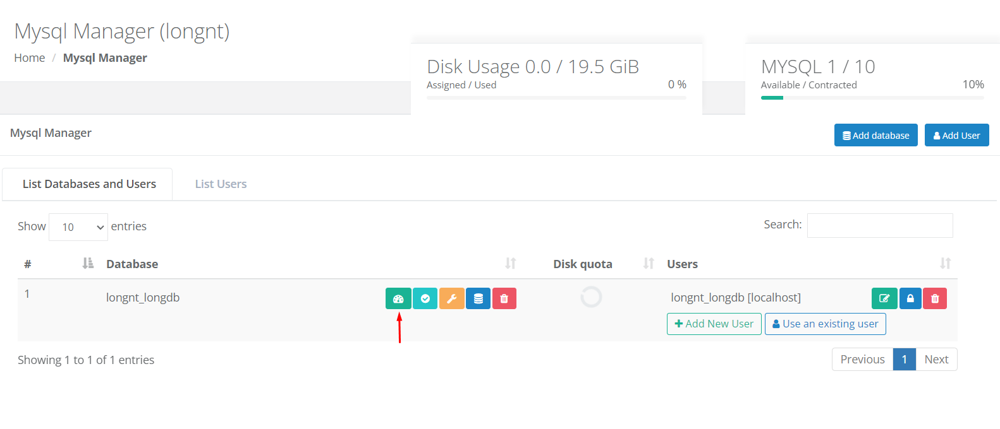 Mysql Manager (longnt)
Home / Mysql Manager
Disk Usage 0.0 / 19.5 GiB
Assigned / Used 0 %
MYSQL 1 / 10
Available / Contracted 10%
Mysql Manager
Add database
Add User
List Databases and Users
List Users
Show 10 entries
Search:
# Database Disk quota Users
1 longnt_longdb longnt_longdb [localhost]
Add New User
Use an existing user
Showing 1 to 1 of 1 entries
Previous 1 Next